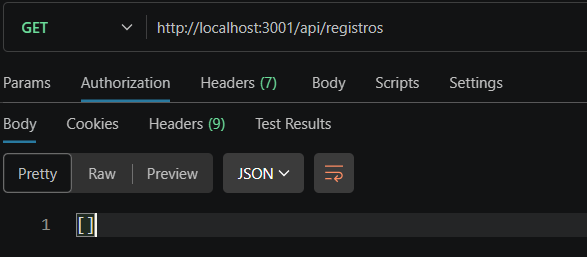 GET http://localhost:3001/api/registros
Params Authorization Headers (7) Body Scripts Settings
Body Cookies Headers (9) Test Results
Pretty Raw Preview JSON
1 []